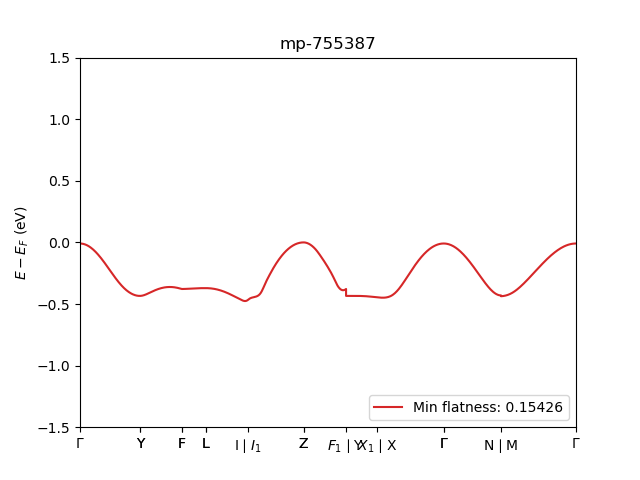 mp-755387
E − E_F (eV)
1.5
1.0
0.5
0.0
−0.5
−1.0
−1.5
Min flatness: 0.15426
Γ Y F L I | I₁ Z F₁ | Y X₁ | X Γ N | M Γ